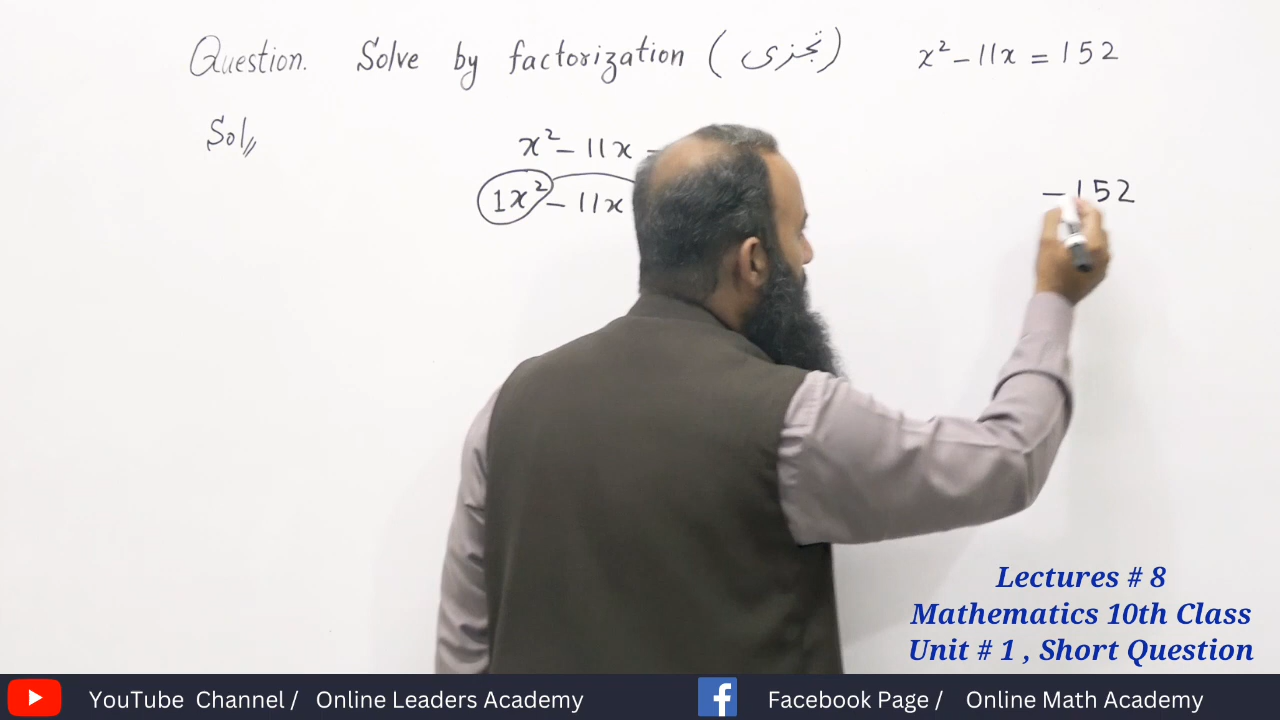 Question. Solve by factorization (تجزی) x² – 11x = 152
Sol,,
x² – 11x –
1x² – 11x
– 152
Lectures # 8
Mathematics 10th Class
Unit # 1 , Short Question
YouTube Channel / Online Leaders Academy
Facebook Page / Online Math Academy